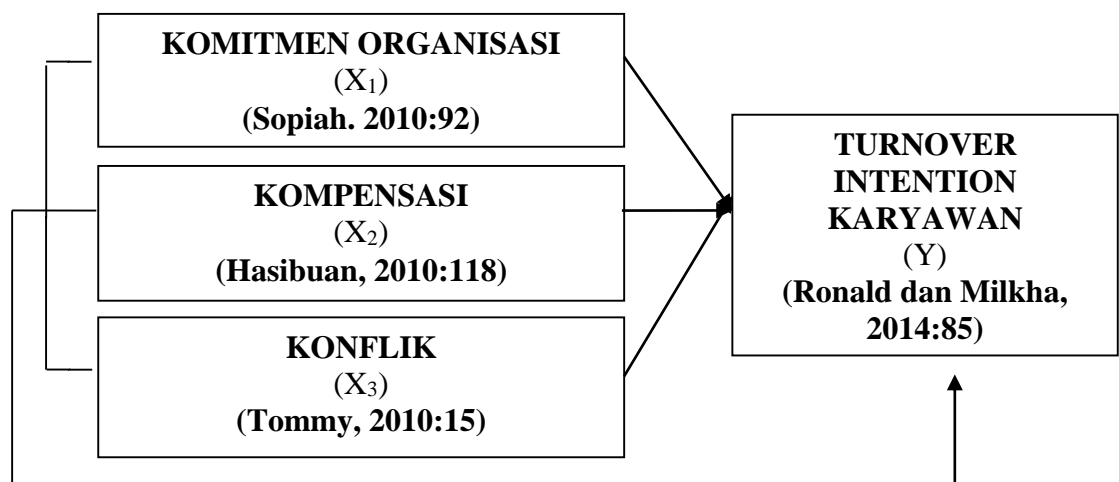 KOMITMEN ORGANISASI
(X₁)
(Sopiah. 2010:92)
KOMPENSASI
(X₂)
(Hasibuan, 2010:118)
KONFLIK
(X₃)
(Tommy, 2010:15)
TURNOVER
INTENTION
KARYAWAN
(Y)
(Ronald dan Milkha,
2014:85)